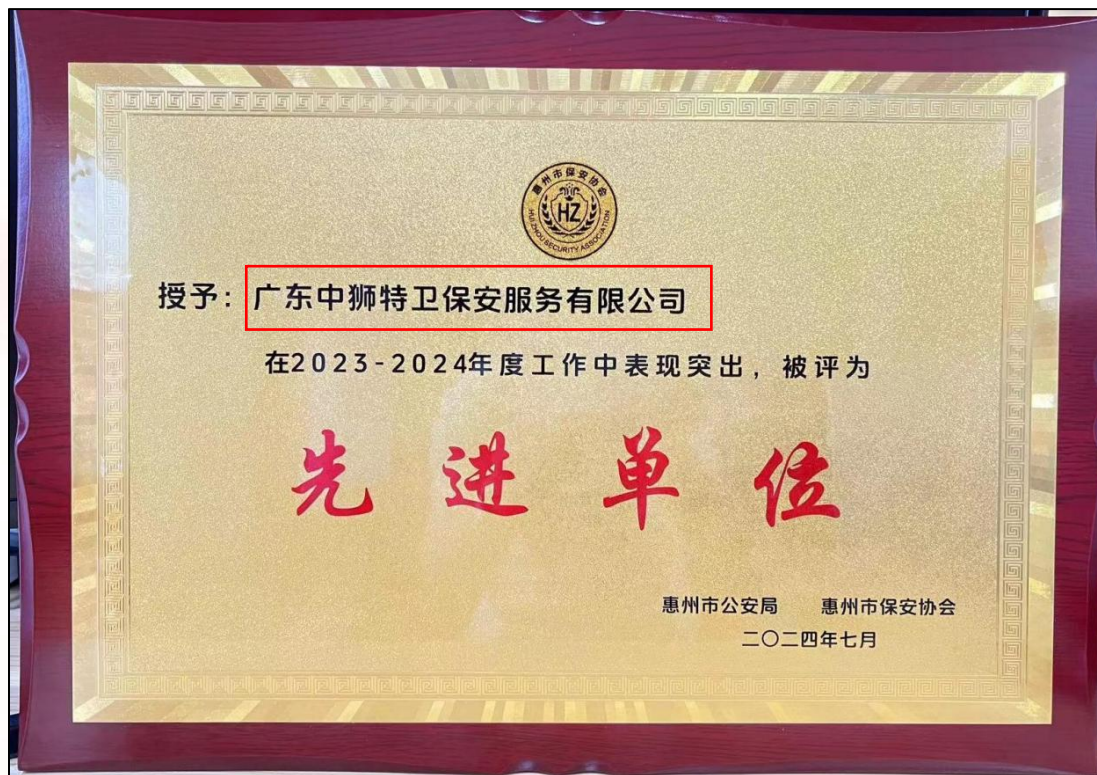 惠州市保安协会
HZ
HUIZHOU SECURITY ASSOCIATION
授予：广东中狮特卫保安服务有限公司
在2023-2024年度工作中表现突出，被评为
先进单位
惠州市公安局 惠州市保安协会
二〇二四年七月